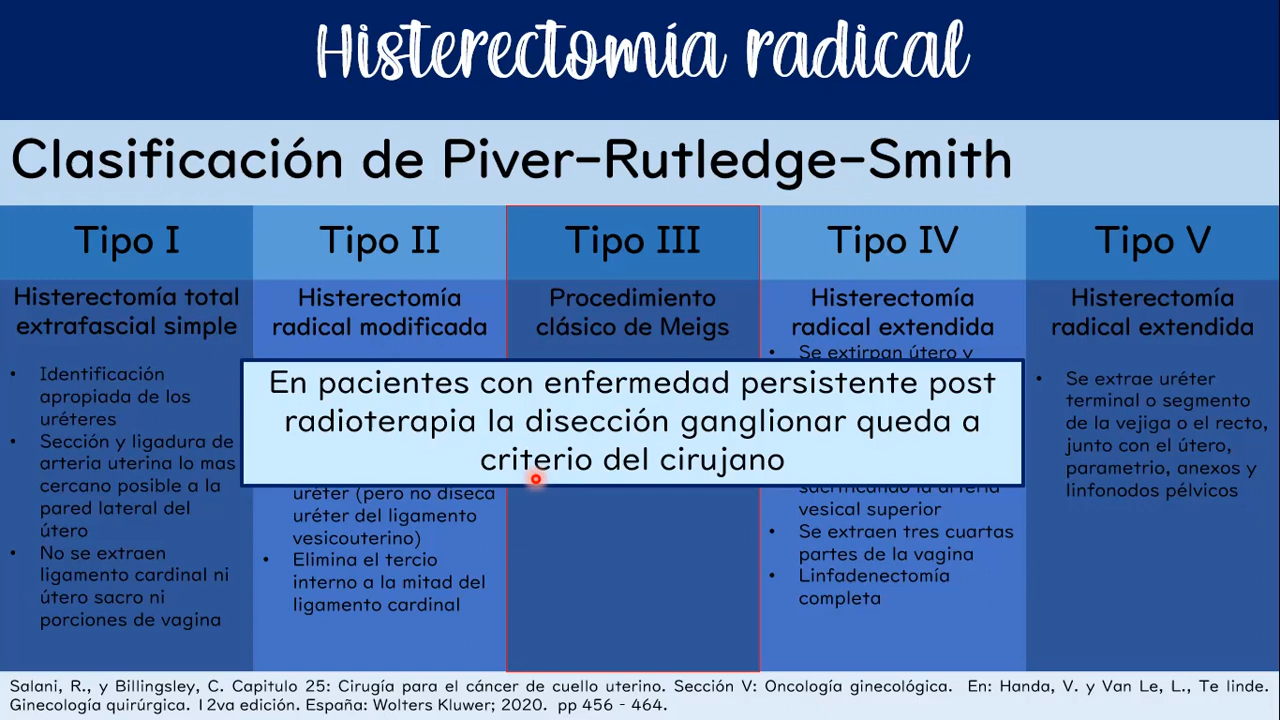 Histerectomía radical
Clasificación de Piver-Rutledge-Smith
Tipo I
Histerectomía total
extrafascial simple
• Identificación
apropiada de los
uréteres
• Sección y ligadura de
arteria uterina lo mas
cercano posible a la
pared lateral del
útero
• No se extraen
ligamento cardinal ni
útero sacro ni
porciones de vagina
Tipo II
Histerectomía
radical modificada
uréter (pero no diseca
uréter del ligamento
vesicouterino)
• Elimina el tercio
interno a la mitad del
ligamento cardinal
Tipo III
Procedimiento
clásico de Meigs
Tipo IV
Histerectomía
radical extendida
• Se extirpan útero y
sacrificando la arteria
vesical superior
• Se extraen tres cuartas
partes de la vagina
• Linfadenectomía
completa
Tipo V
Histerectomía
radical extendida
• Se extrae uréter
terminal o segmento
de la vejiga o el recto,
junto con el útero,
parametrio, anexos y
linfonodos pélvicos
En pacientes con enfermedad persistente post
radioterapia la disección ganglionar queda a
criterio del cirujano
Salani, R., y Billingsley, C. Capitulo 25: Cirugía para el cáncer de cuello uterino. Sección V: Oncología ginecológica. En: Handa, V. y Van Le, L., Te linde.
Ginecología quirúrgica. 12va edición. España: Wolters Kluwer; 2020. pp 456 - 464.